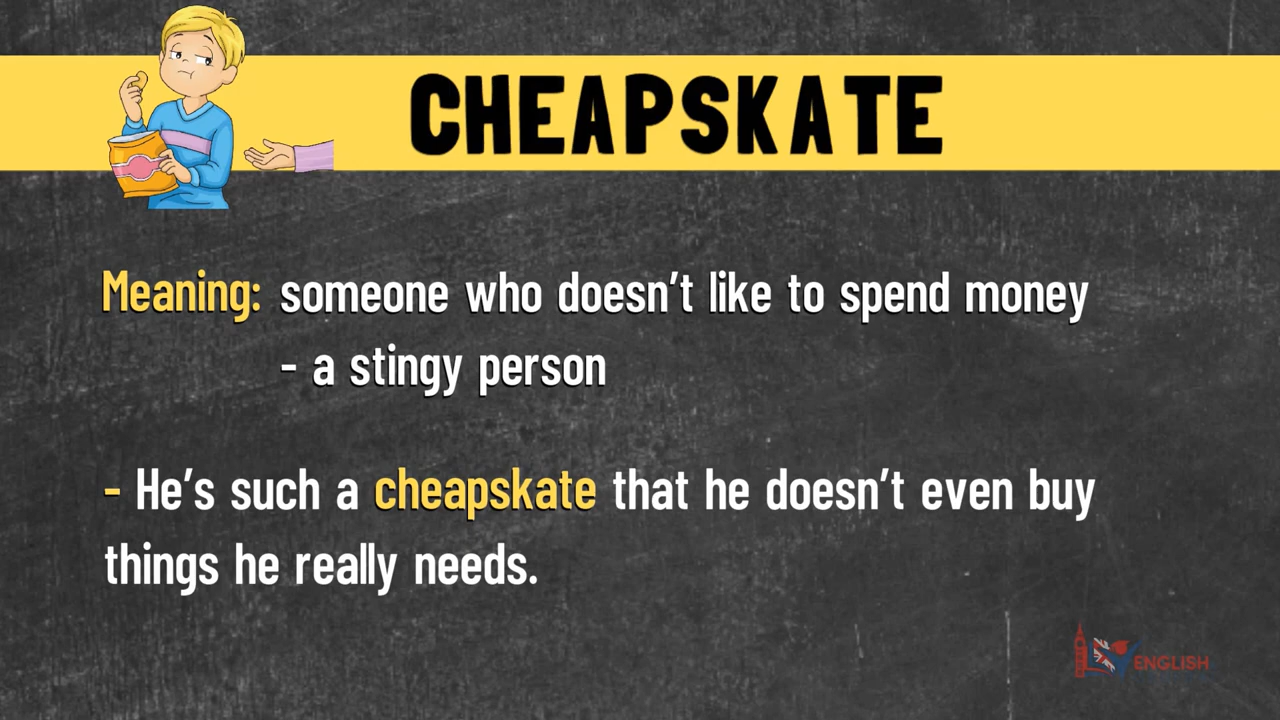 CHEAPSKATE
Meaning: someone who doesn't like to spend money
- a stingy person
- He's such a cheapskate that he doesn't even buy
things he really needs.
ENGLISH